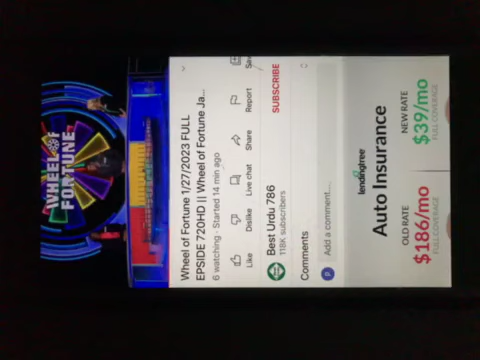 WHEEL OF
FORTUNE
Wheel of Fortune 1/27/2023 FULL
EPSIDE 720HD || Wheel of Fortune Ja...
6 watching · Started 14 min ago
Like
Dislike
Live chat
Share
Report
Save
Best Urdu 786
118K subscribers
SUBSCRIBE
Comments
P
Add a comment...
lendingtree
Auto Insurance
OLD RATE
$186/mo
FULL COVERAGE
NEW RATE
$39/mo
FULL COVERAGE